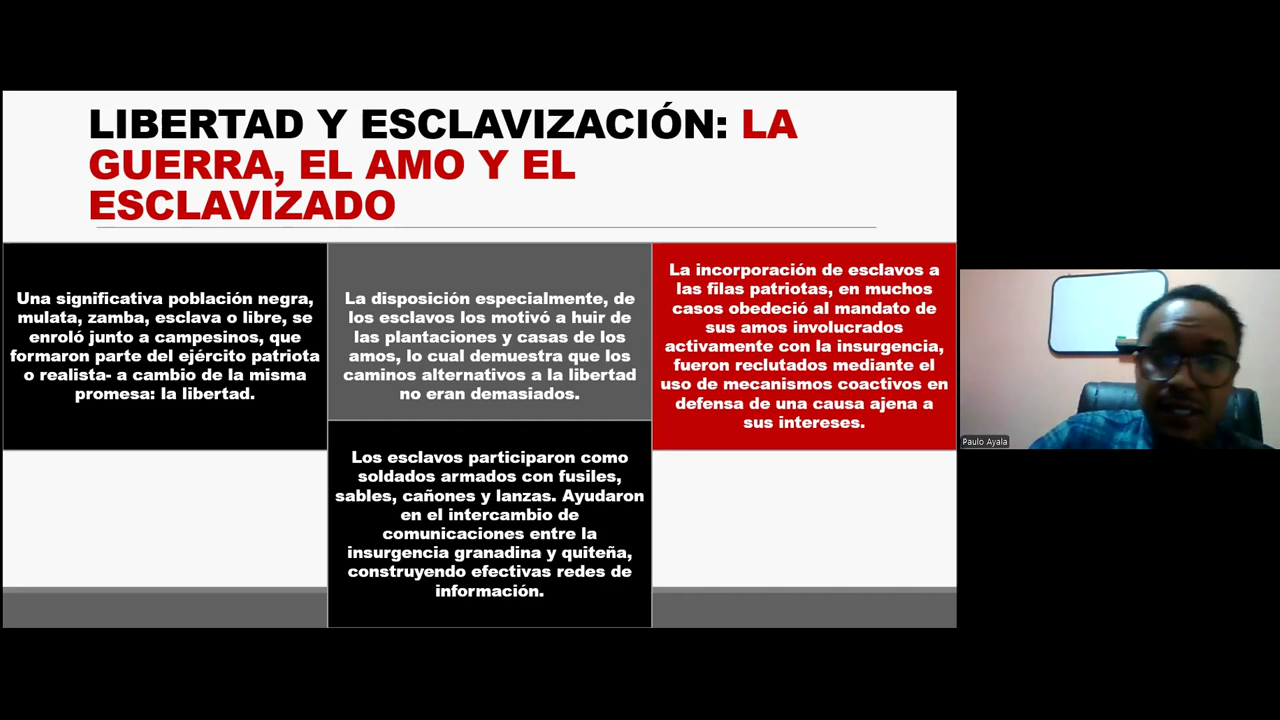 LIBERTAD Y ESCLAVIZACIÓN: LA
GUERRA, EL AMO Y EL
ESCLAVIZADO
Una significativa población negra,
mulata, zamba, esclava o libre, se
enroló junto a campesinos, que
formaron parte del ejército patriota
o realista- a cambio de la misma
promesa: la libertad.
La disposición especialmente, de
los esclavos los motivó a huir de
las plantaciones y casas de los
amos, lo cual demuestra que los
caminos alternativos a la libertad
no eran demasiados.
La incorporación de esclavos a
las filas patriotas, en muchos
casos obedeció al mandato de
sus amos involucrados
activamente con la insurgencia,
fueron reclutados mediante el
uso de mecanismos coactivos en
defensa de una causa ajena a
sus intereses.
Los esclavos participaron como
soldados armados con fusiles,
sables, cañones y lanzas. Ayudaron
en el intercambio de
comunicaciones entre la
insurgencia granadina y quiteña,
construyendo efectivas redes de
información.
Paulo Ayala